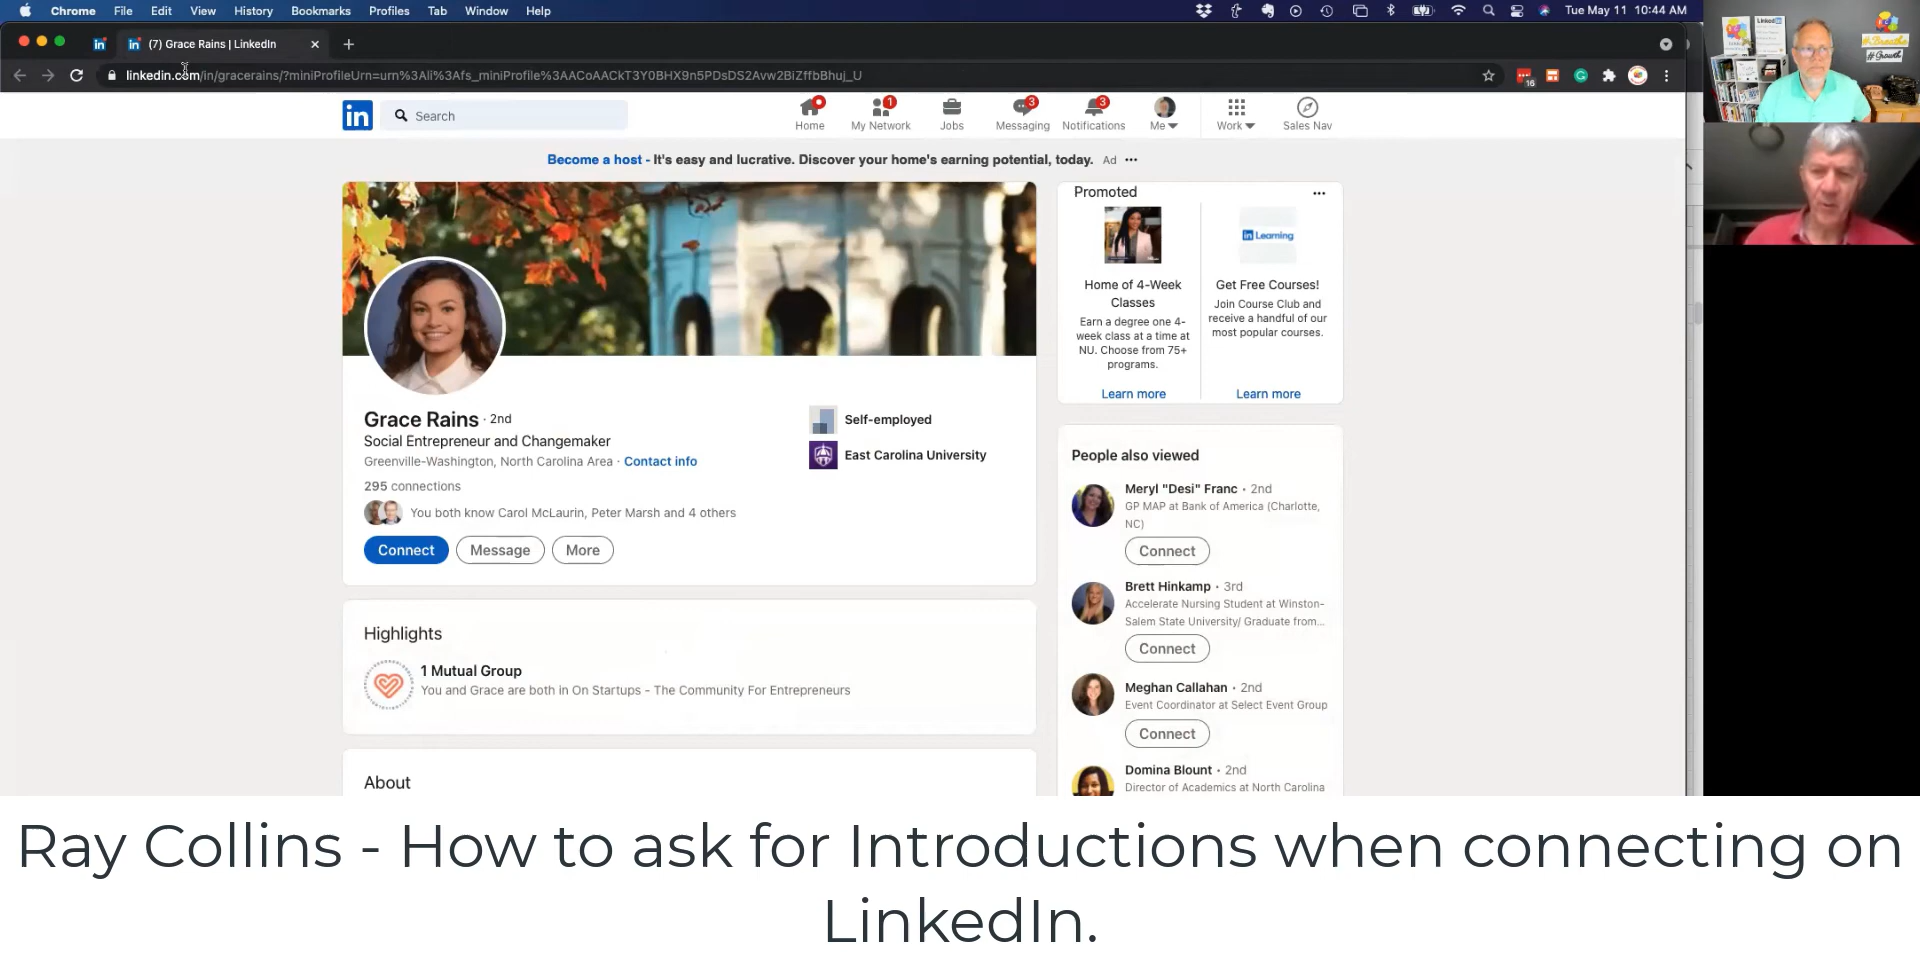 Chrome File Edit View History Bookmarks Profiles Tab Window Help
Tue May 11 10:44 AM
(7) Grace Rains | LinkedIn
linkedin.com/in/gracerains/?miniProfileUrn=urn%3Ali%3Afs_miniProfile%3AACoAACkT3Y0BHX9n5PDsDS2Avw2BiZffbBhuj_U
16
in Search
Home
1 My Network
Jobs
3 Messaging
3 Notifications
Me
Work
Sales Nav
Become a host - It's easy and lucrative. Discover your home's earning potential, today. Ad
Grace Rains · 2nd
Social Entrepreneur and Changemaker
Greenville-Washington, North Carolina Area · Contact info
295 connections
You both know Carol McLaurin, Peter Marsh and 4 others
Connect Message More
Self-employed
East Carolina University
Highlights
1 Mutual Group
You and Grace are both in On Startups - The Community For Entrepreneurs
About
Promoted
Home of 4-Week
Classes
Earn a degree one 4-
week class at a time at
NU. Choose from 75+
programs.
Learn more
in Learning
Get Free Courses!
Join Course Club and
receive a handful of our
most popular courses.
Learn more
People also viewed
Meryl "Desi" Franc · 2nd
GP MAP at Bank of America (Charlotte,
NC)
Connect
Brett Hinkamp · 3rd
Accelerate Nursing Student at Winston-
Salem State University/ Graduate from...
Connect
Meghan Callahan · 2nd
Event Coordinator at Select Event Group
Connect
Domina Blount · 2nd
Director of Academics at North Carolina
#Breathe
#Growth
Ray Collins - How to ask for Introductions when connecting on
LinkedIn.